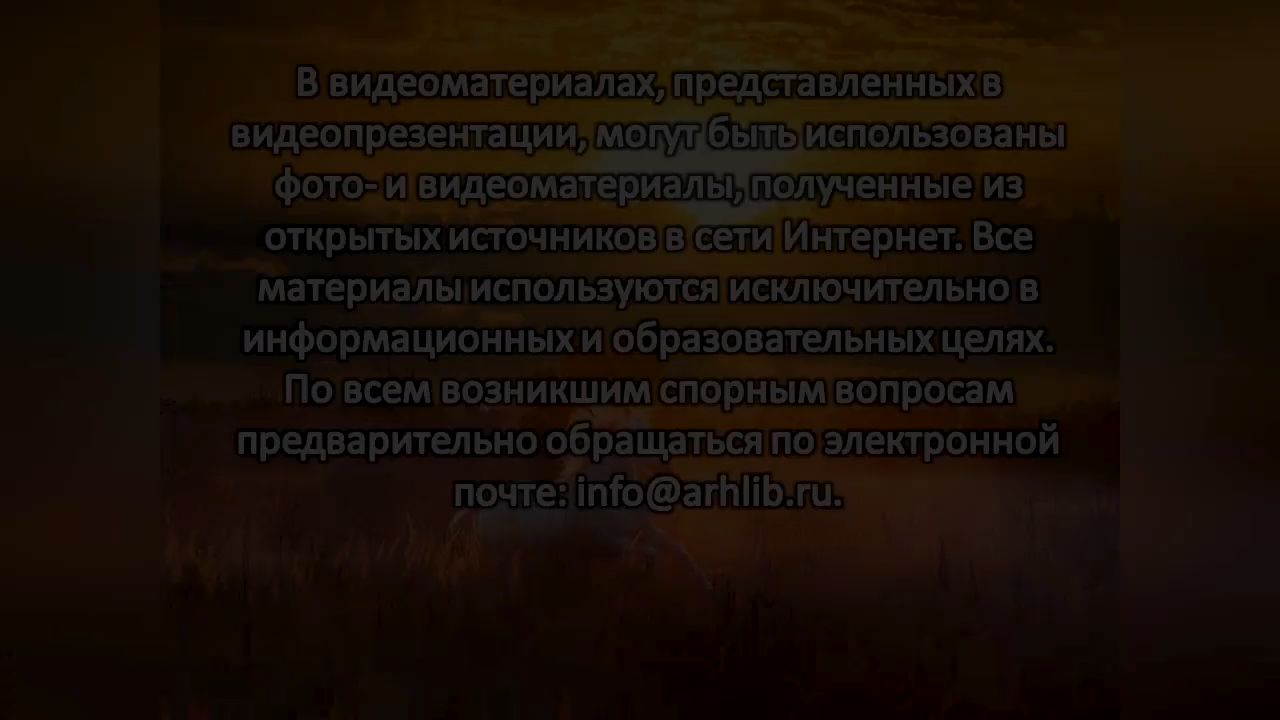 В видеоматериалах, представленных в
видеопрезентации, могут быть использованы
фото- и видеоматериалы, полученные из
открытых источников в сети Интернет. Все
материалы используются исключительно в
информационных и образовательных целях.
По всем возникшим спорным вопросам
предварительно обращаться по электронной
почте: info@arhlib.ru.